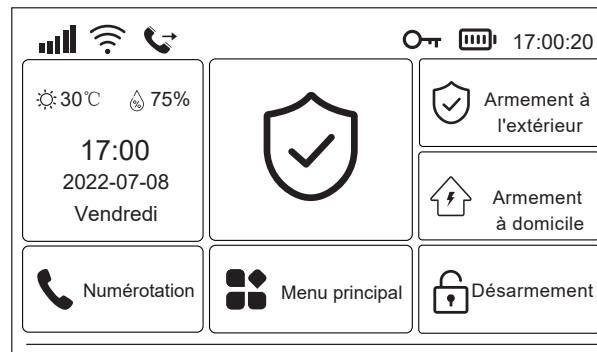 17:00:20
30℃ % 75%
17:00
2022-07-08
Vendredi
Armement à
l'extérieur
Armement
à domicile
Numérotation
Menu principal
Désarmement